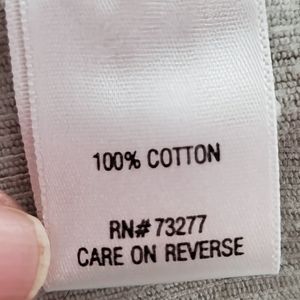 100% COTTON
RN# 73277
CARE ON REVERSE